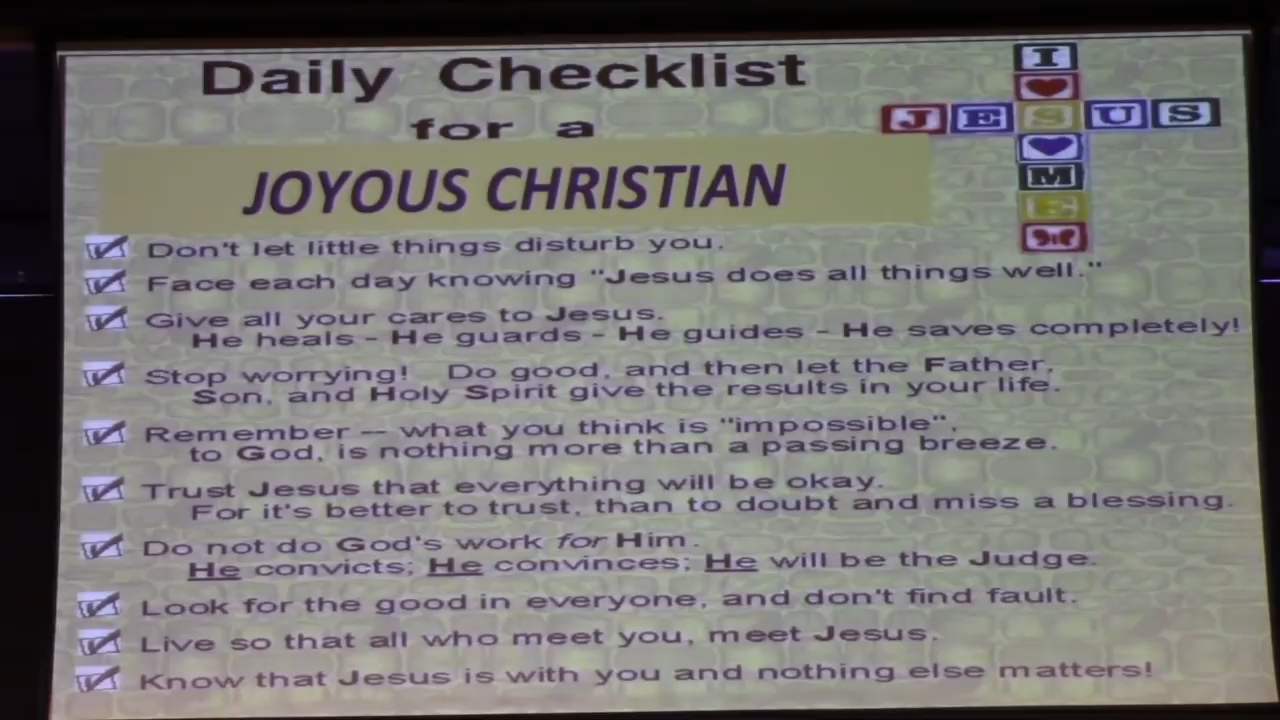 Daily Checklist
for a
JOYOUS CHRISTIAN
I
JESUS
ME
Don't let little things disturb you.
Face each day knowing "Jesus does all things well."
Give all your cares to Jesus.
He heals - He guards - He guides - He saves completely!
Stop worrying! Do good, and then let the Father,
Son, and Holy Spirit give the results in your life.
Remember -- what you think is "impossible",
to God, is nothing more than a passing breeze.
Trust Jesus that everything will be okay.
For it's better to trust, than to doubt and miss a blessing.
Do not do God's work for Him.
He convicts; He convinces; He will be the Judge.
Look for the good in everyone, and don't find fault.
Live so that all who meet you, meet Jesus.
Know that Jesus is with you and nothing else matters!